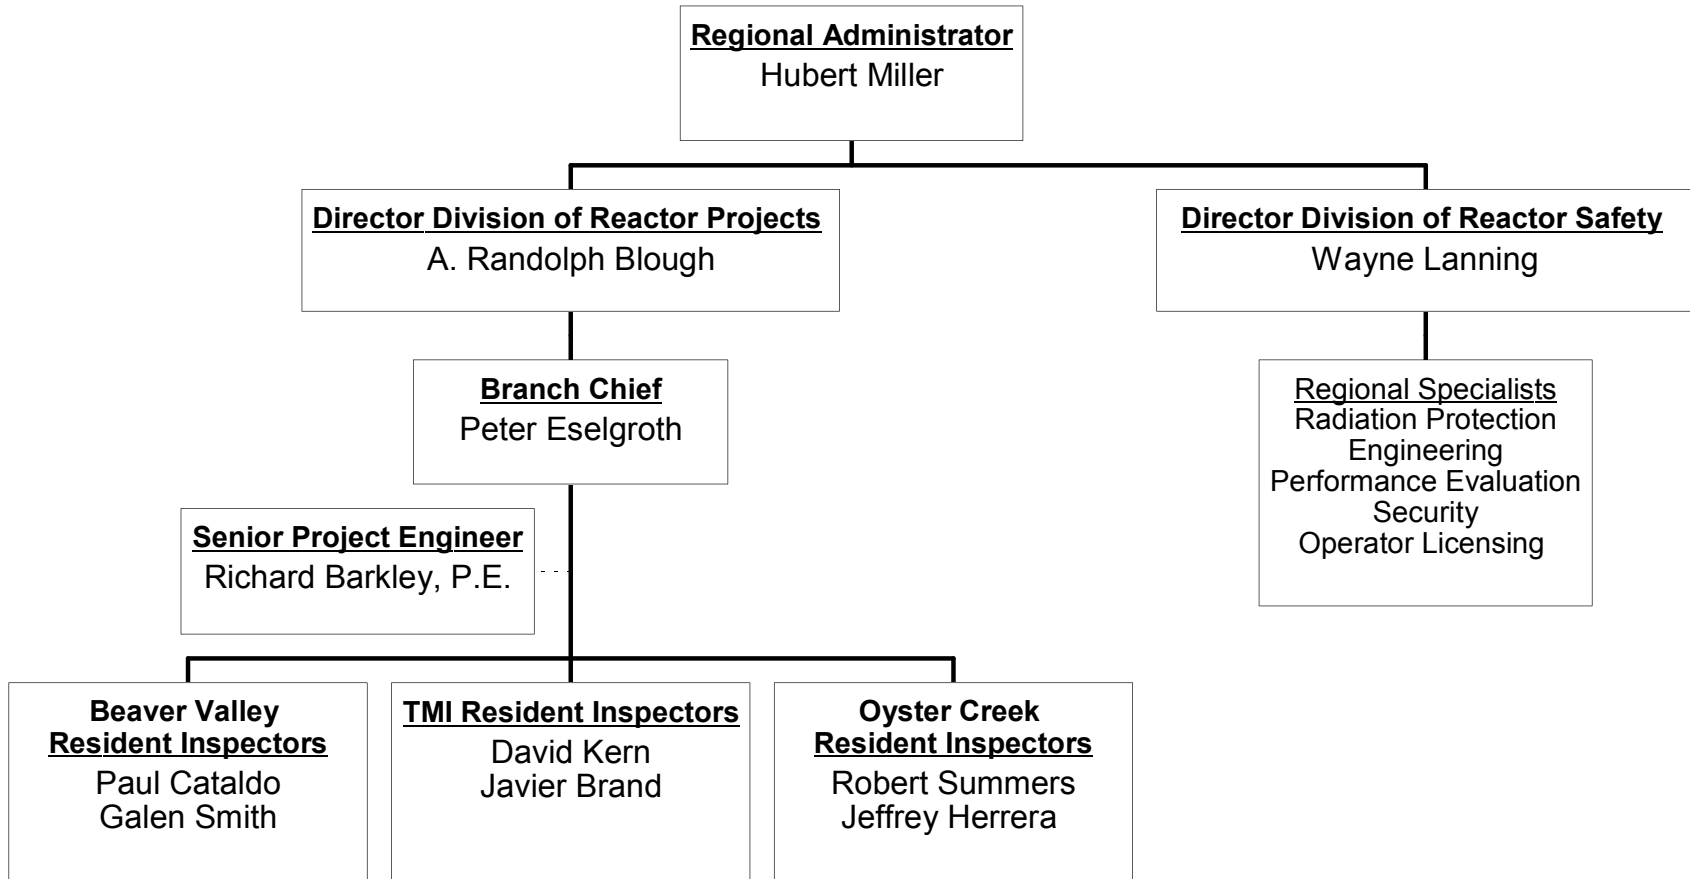 Regional Administrator
Hubert Miller
Director Division of Reactor Projects
A. Randolph Blough
Director Division of Reactor Safety
Wayne Lanning
Branch Chief
Peter Eselgroth
Regional Specialists
Radiation Protection
Engineering
Performance Evaluation
Security
Operator Licensing
Senior Project Engineer
Richard Barkley, P.E.
Beaver Valley
Resident Inspectors
Paul Cataldo
Galen Smith
TMI Resident Inspectors
David Kern
Javier Brand
Oyster Creek
Resident Inspectors
Robert Summers
Jeffrey Herrera